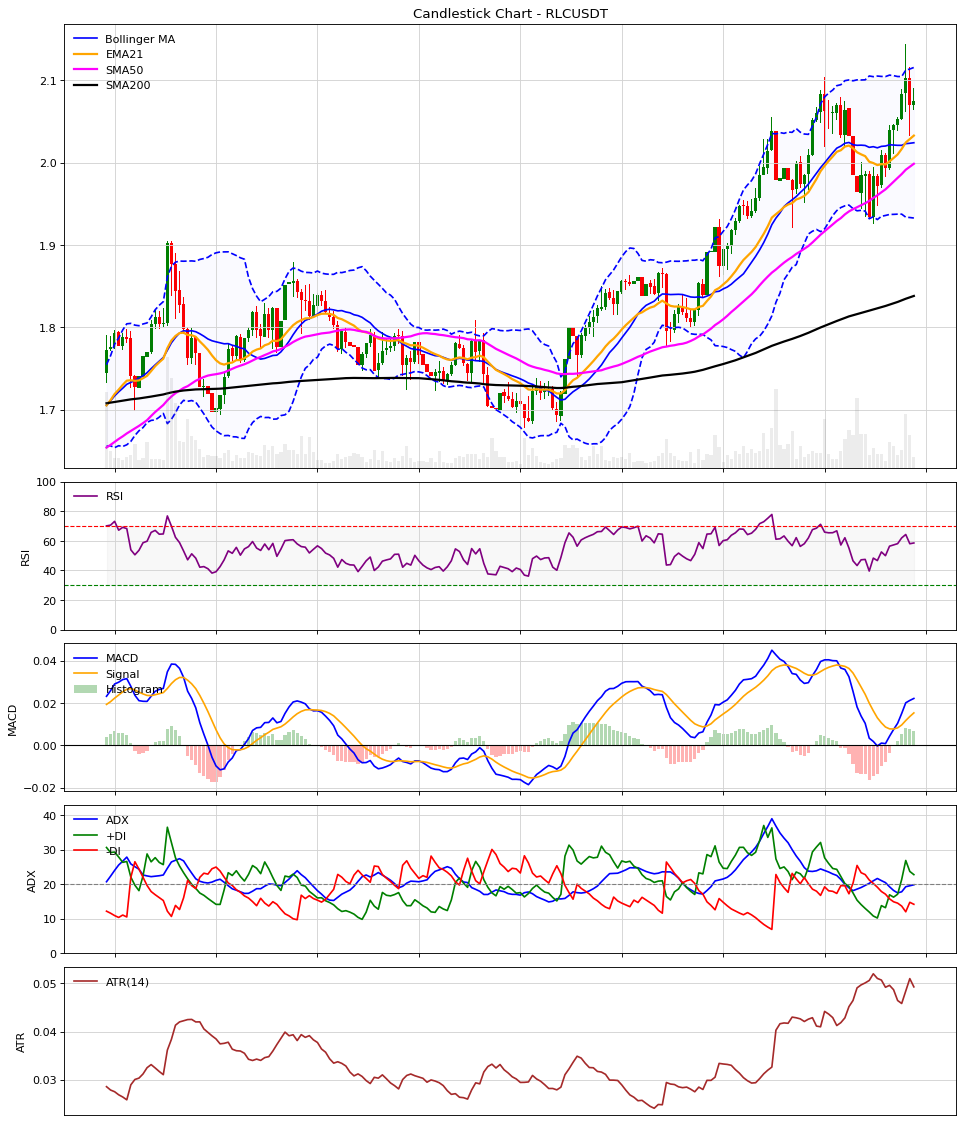 Candlestick Chart - RLCUSDT
Bollinger MA
EMA21
SMA50
SMA200
2.1
2.0
1.9
1.8
1.7
100
80
60
40
20
0
RSI
RSI
0.04
0.02
0.00
−0.02
MACD
MACD
Signal
Histogram
40
30
20
10
0
ADX
ADX
+DI
-DI
0.05
0.04
0.03
ATR
ATR(14)